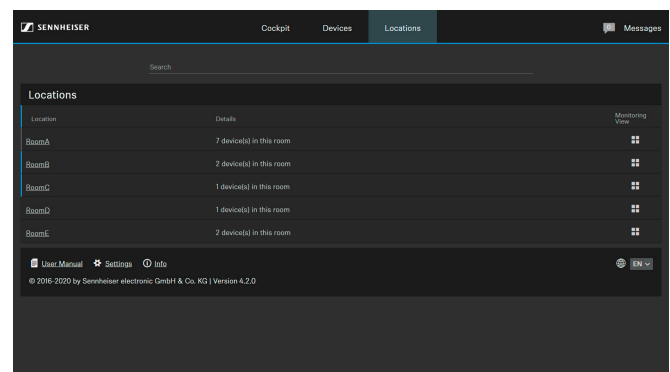 SENNHEISER
Cockpit
Devices
Locations
0
Messages
Search
Locations
Location
Details
Monitoring
View
RoomA
7 device(s) in this room
RoomB
2 device(s) in this room
RoomC
1 device(s) in this room
RoomD
1 device(s) in this room
RoomE
2 device(s) in this room
User Manual
Settings
Info
EN
© 2016-2020 by Sennheiser electronic GmbH & Co. KG | Version 4.2.0